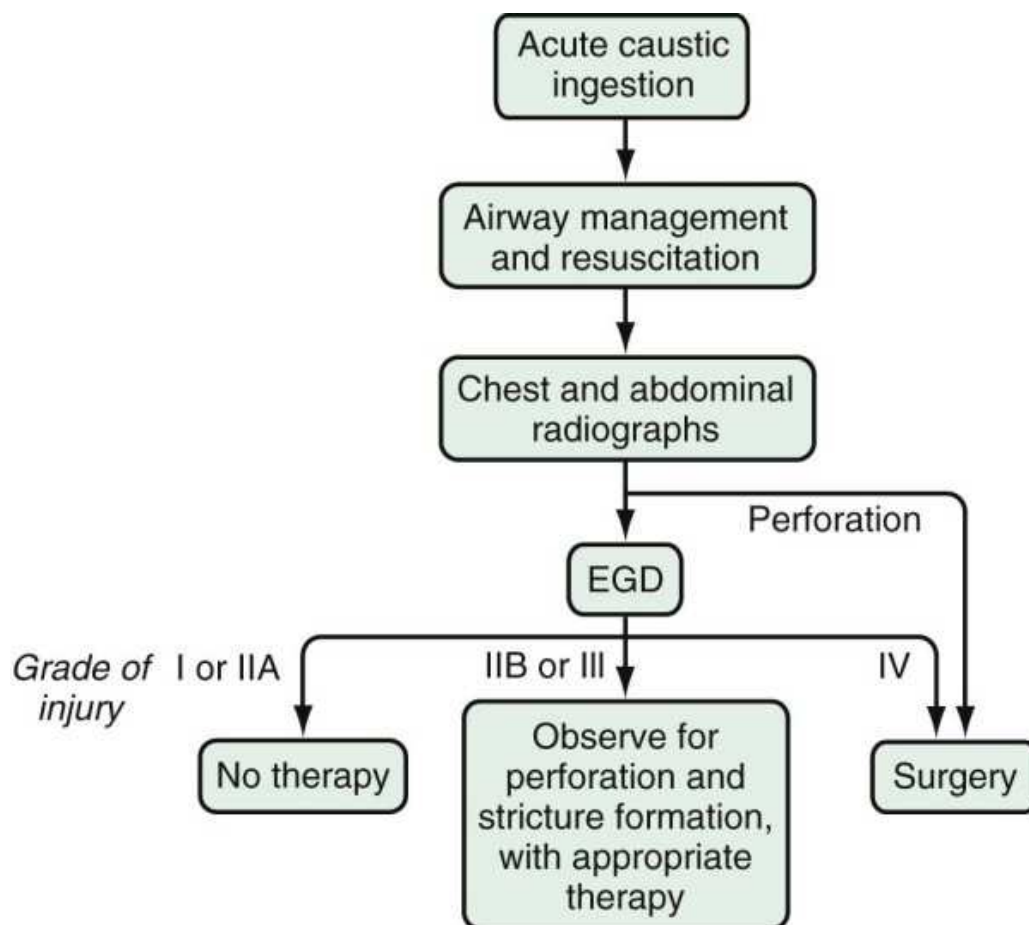 Acute caustic
ingestion
Airway management
and resuscitation
Chest and abdominal
radiographs
Perforation
EGD
Grade of
injury
I or IIA
IIB or III
IV
No therapy
Observe for
perforation and
stricture formation,
with appropriate
therapy
Surgery